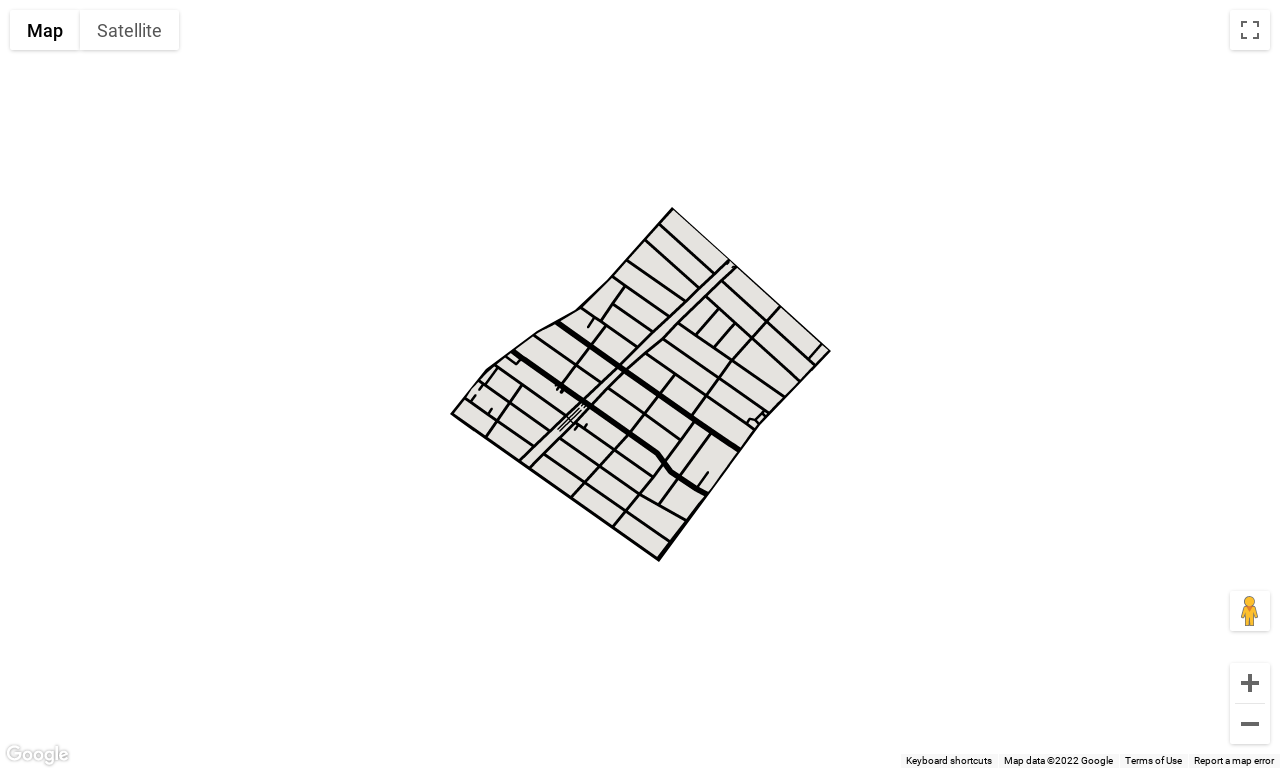 Map Satellite
Google
Keyboard shortcuts Map data ©2022 Google Terms of Use Report a map error